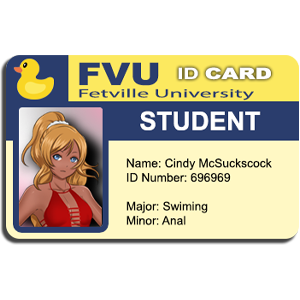 FVU ID CARD
Fetville University
STUDENT
Name: Cindy McSuckscock
ID Number: 696969
Major: Swiming
Minor: Anal